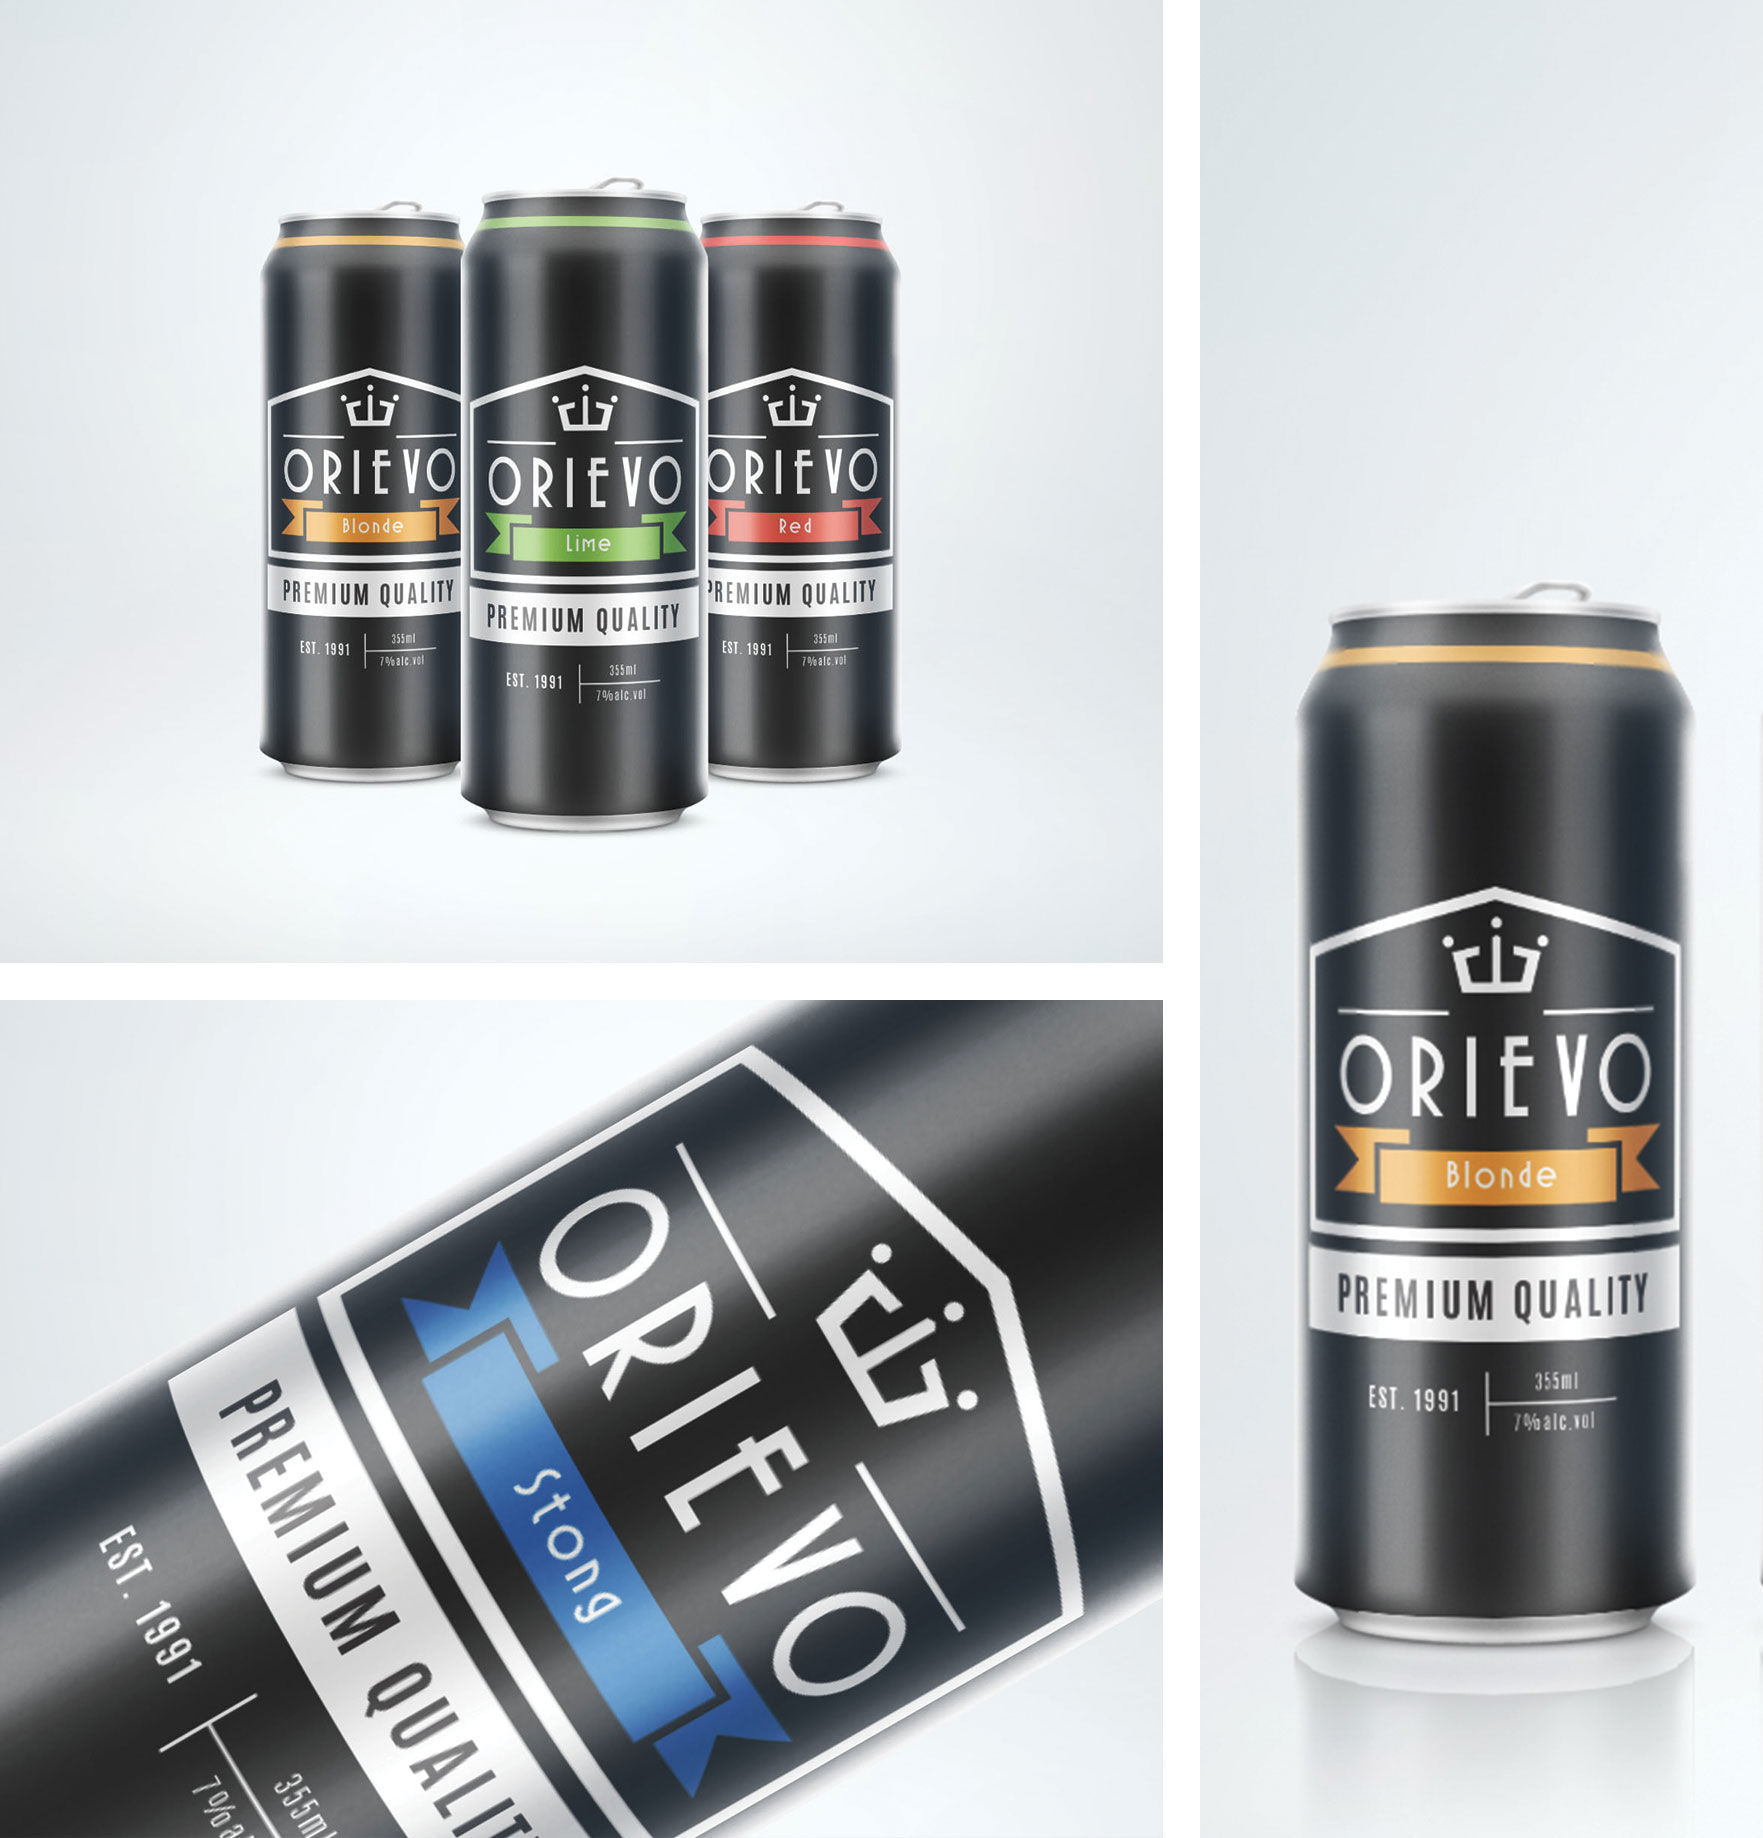 ORIEVO
Blonde
PREMIUM QUALITY
EST. 1991
355ml
7%alc.vol
ORIEVO
Lime
PREMIUM QUALITY
EST. 1991
355ml
7%alc.vol
ORIEVO
Red
PREMIUM QUALITY
EST. 1991
355ml
7%alc.vol
ORIEVO
Stong
PREMIUM QUALIT
EST. 1991
355ml
7%a
ORIEVO
Blonde
PREMIUM QUALITY
EST. 1991
355ml
7%alc.vol